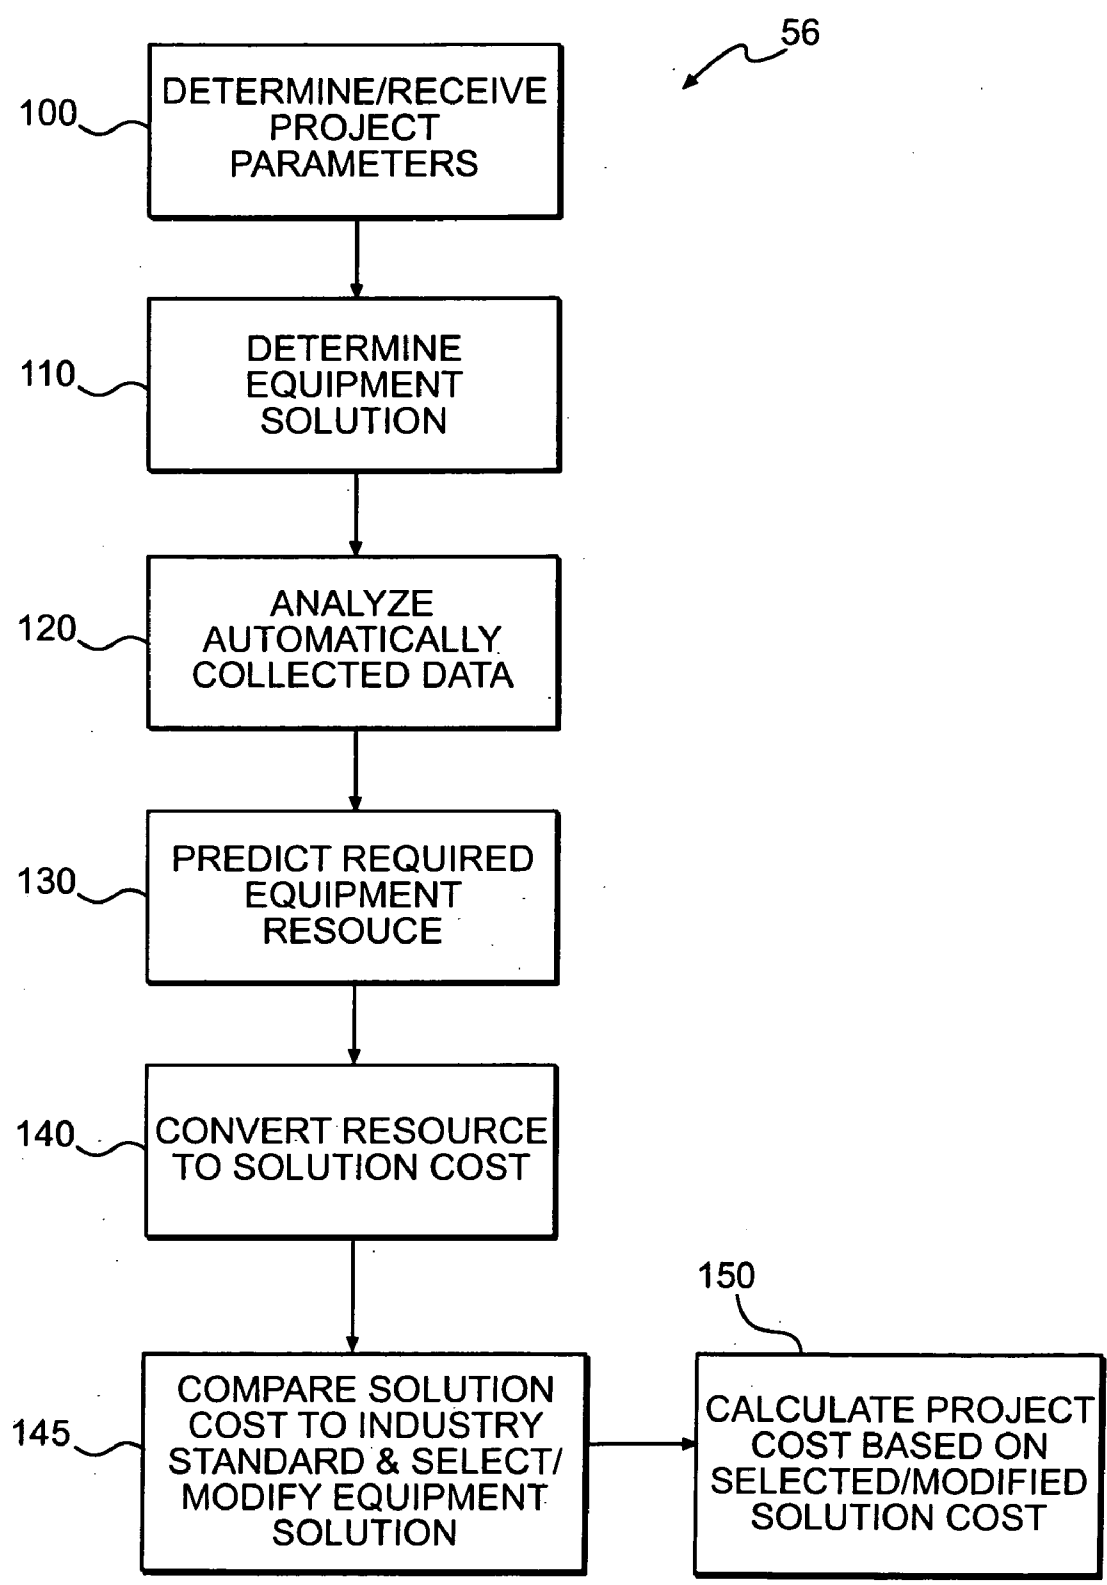 56
100
DETERMINE/RECEIVE
PROJECT
PARAMETERS
110
DETERMINE
EQUIPMENT
SOLUTION
120
ANALYZE
AUTOMATICALLY
COLLECTED DATA
130
PREDICT REQUIRED
EQUIPMENT
RESOUCE
140
CONVERT RESOURCE
TO SOLUTION COST
145
COMPARE SOLUTION
COST TO INDUSTRY
STANDARD & SELECT/
MODIFY EQUIPMENT
SOLUTION
150
CALCULATE PROJECT
COST BASED ON
SELECTED/MODIFIED
SOLUTION COST